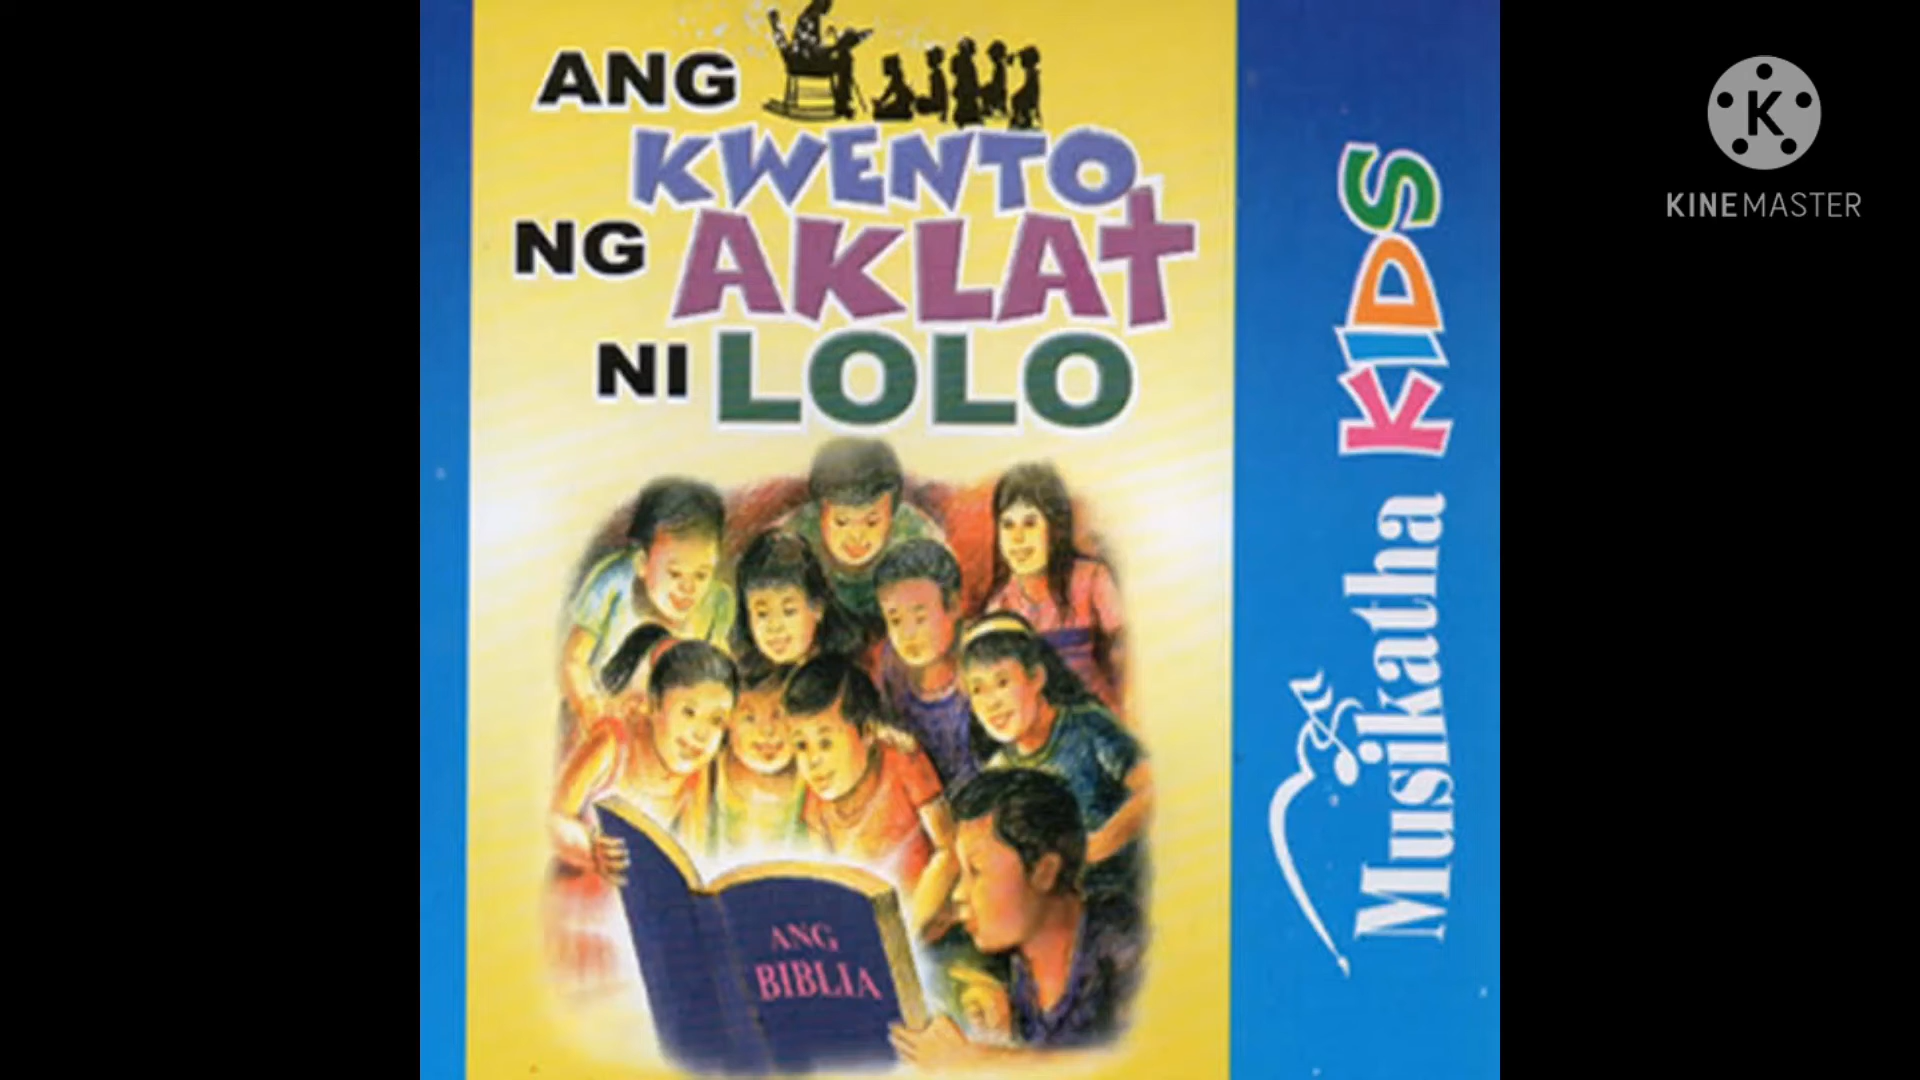 ANG
KWENTO
NG AKLAT
NI LOLO
ANG
BIBLIA
Musikatha KIDS
K
KINEMASTER